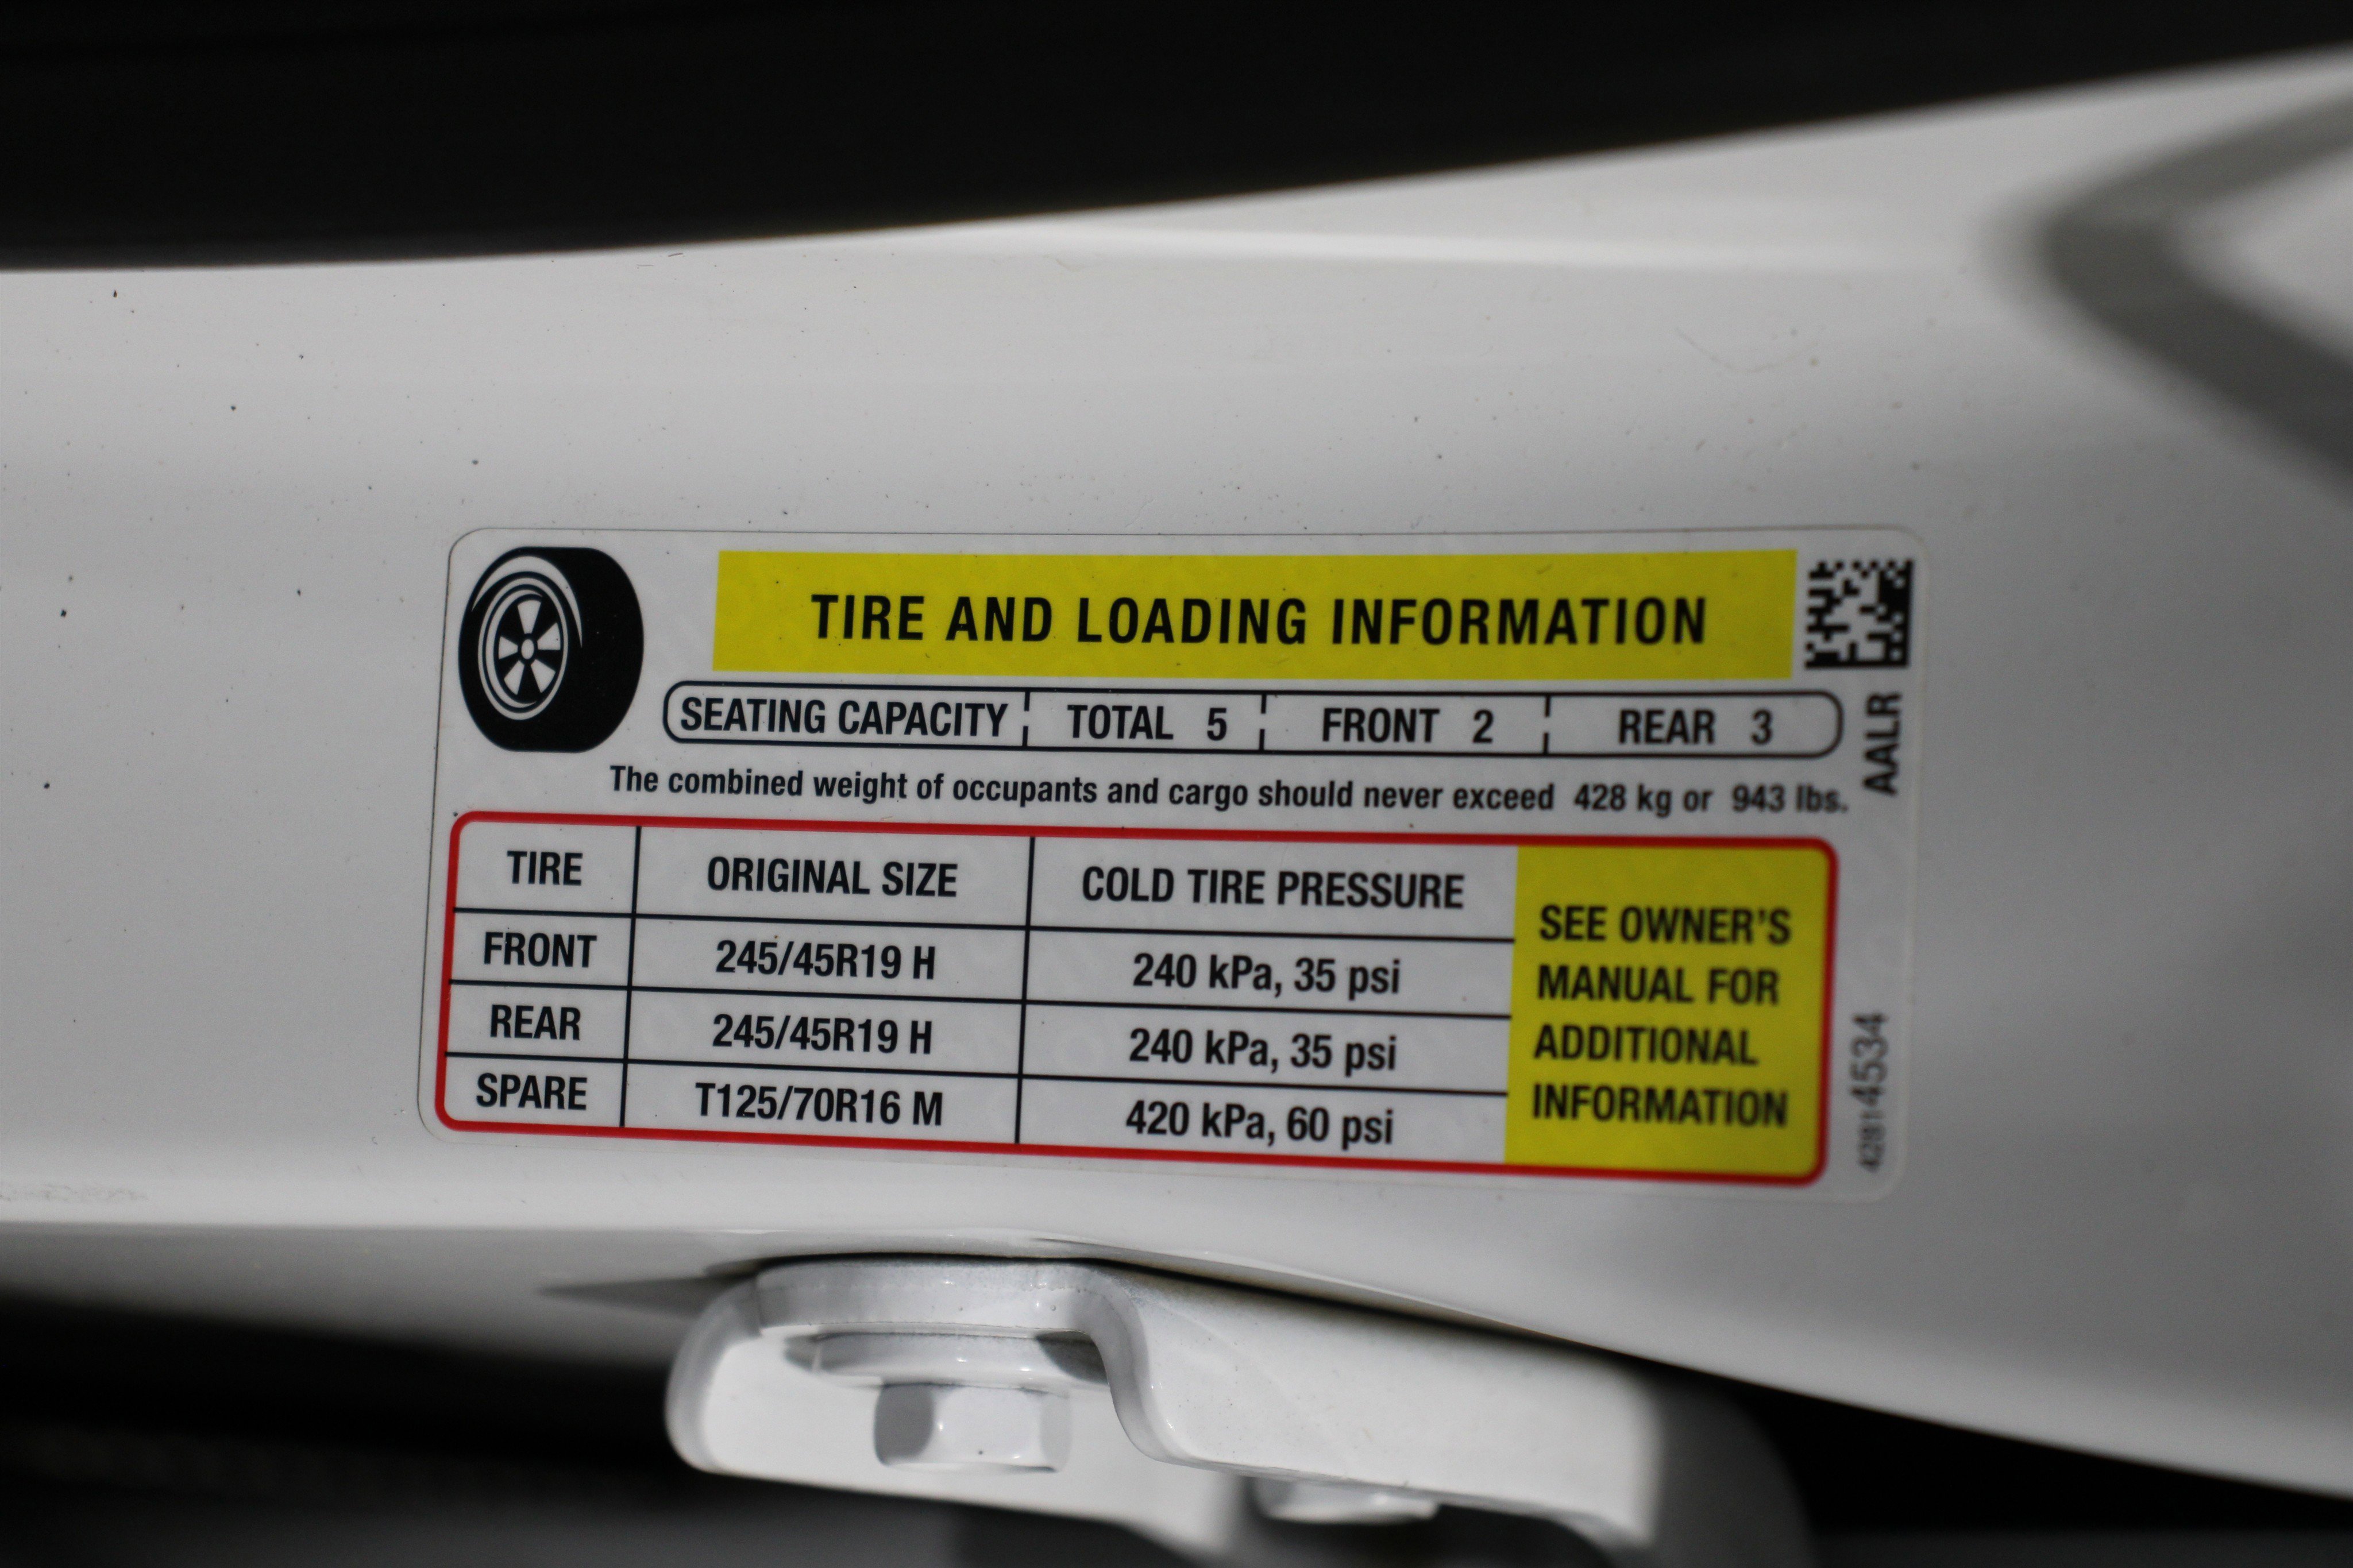 TIRE AND LOADING INFORMATION
SEATING CAPACITY TOTAL 5 FRONT 2 REAR 3
The combined weight of occupants and cargo should never exceed 428 kg or 943 lbs.
AALR
TIRE ORIGINAL SIZE COLD TIRE PRESSURE
FRONT 245/45R19 H 240 kPa, 35 psi
REAR 245/45R19 H 240 kPa, 35 psi
SPARE T125/70R16 M 420 kPa, 60 psi
SEE OWNER'S
MANUAL FOR
ADDITIONAL
INFORMATION
42814534